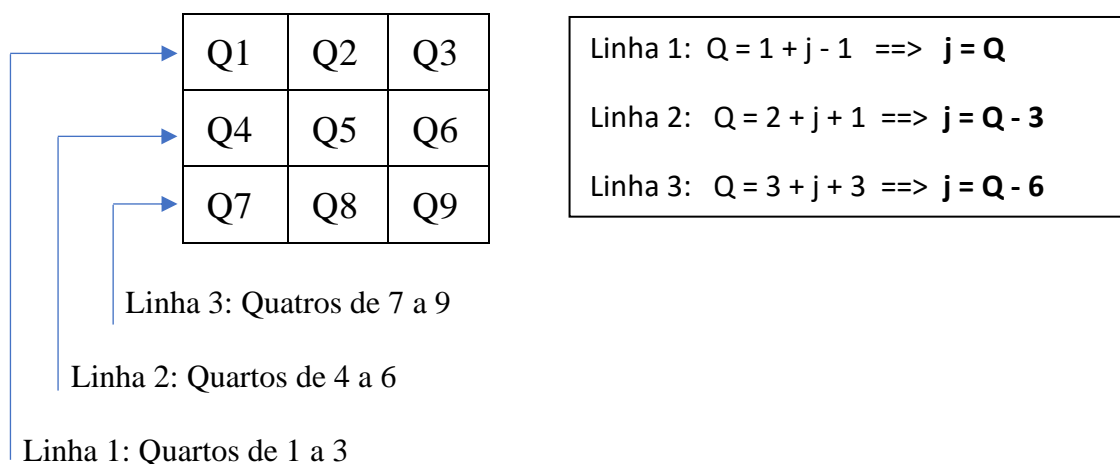 Q1 Q2 Q3
Q4 Q5 Q6
Q7 Q8 Q9
Linha 1: Q = 1 + j - 1 ==> j = Q
Linha 2: Q = 2 + j + 1 ==> j = Q - 3
Linha 3: Q = 3 + j + 3 ==> j = Q - 6
Linha 3: Quatros de 7 a 9
Linha 2: Quartos de 4 a 6
Linha 1: Quartos de 1 a 3